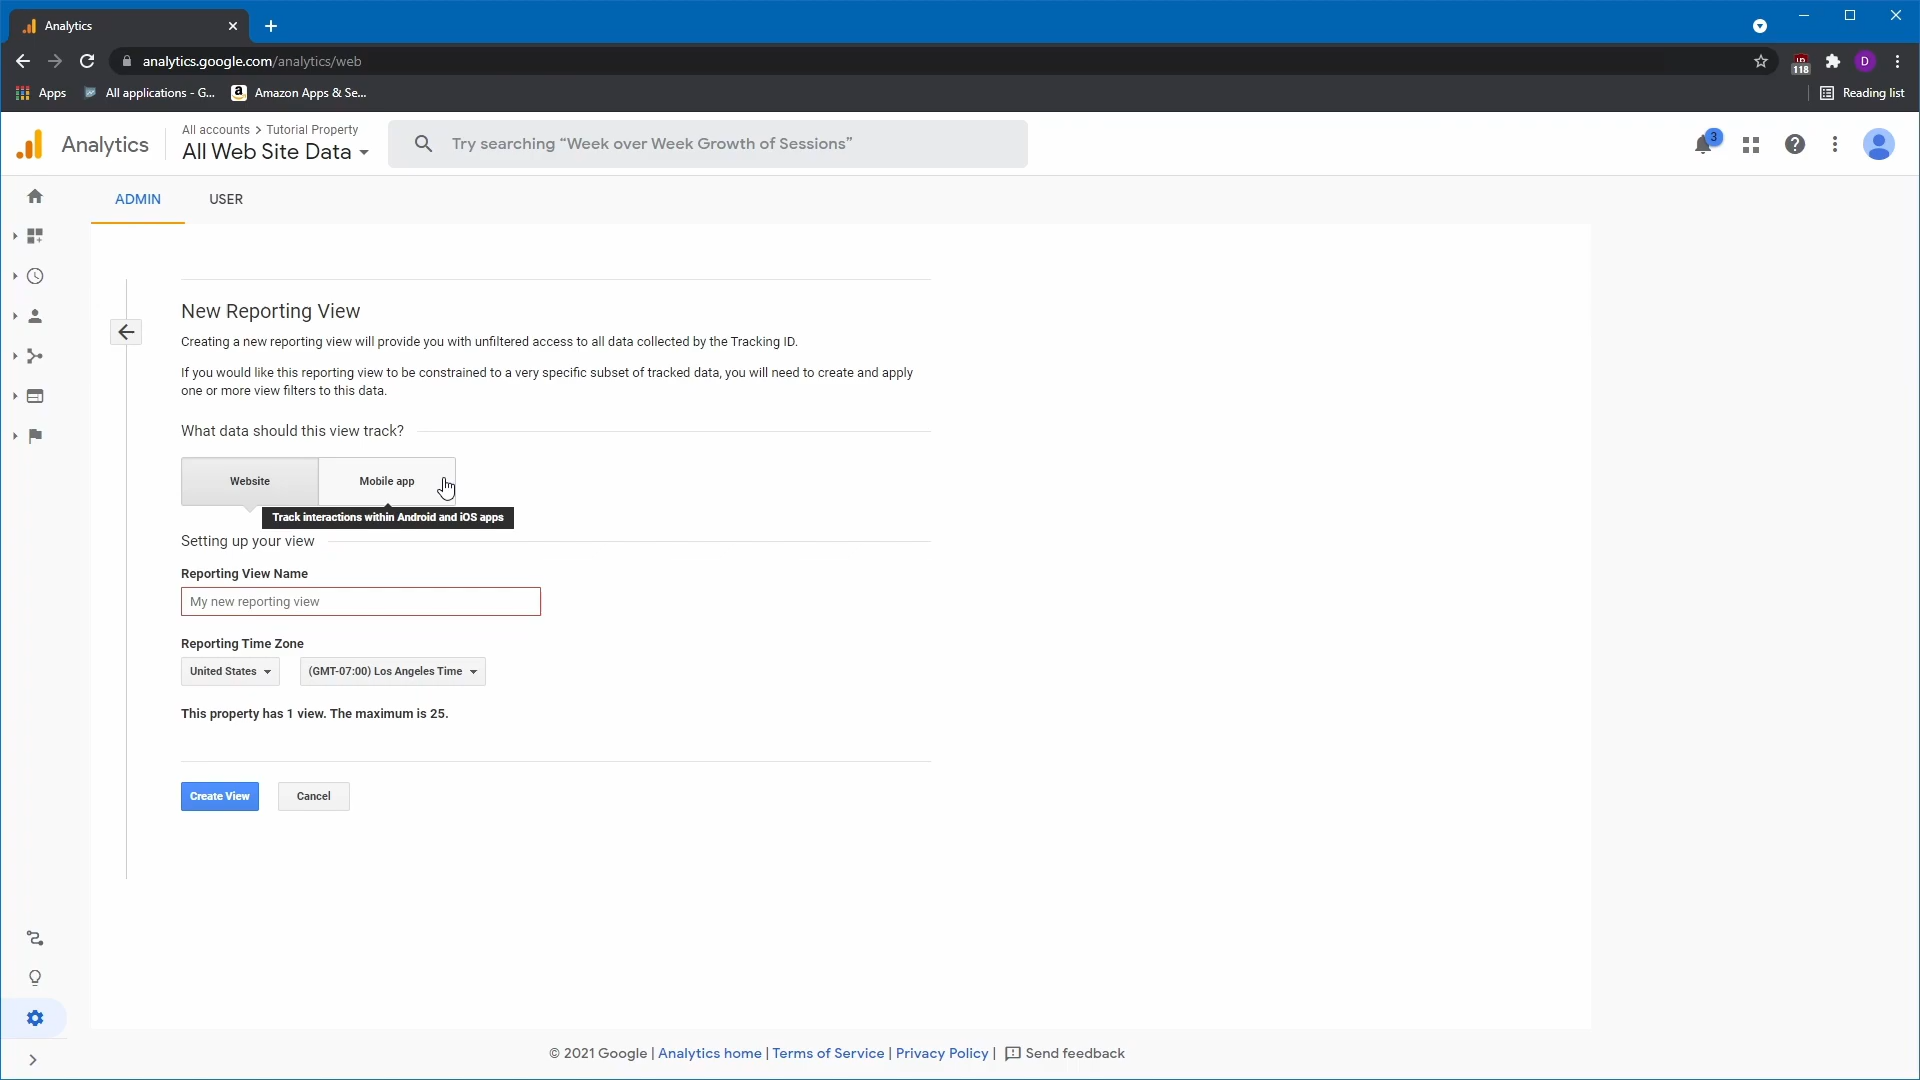 Analytics
analytics.google.com/analytics/web
118
D
Apps
All applications - G...
a
Amazon Apps & Se...
Reading list
Analytics
All accounts > Tutorial Property
All Web Site Data
Try searching “Week over Week Growth of Sessions”
3
ADMIN
USER
New Reporting View
Creating a new reporting view will provide you with unfiltered access to all data collected by the Tracking ID.
If you would like this reporting view to be constrained to a very specific subset of tracked data, you will need to create and apply
one or more view filters to this data.
What data should this view track?
Website
Mobile app
Track interactions within Android and iOS apps
Setting up your view
Reporting View Name
My new reporting view
Reporting Time Zone
United States
(GMT-07:00) Los Angeles Time
This property has 1 view. The maximum is 25.
Create View
Cancel
© 2021 Google | Analytics home | Terms of Service | Privacy Policy | Send feedback